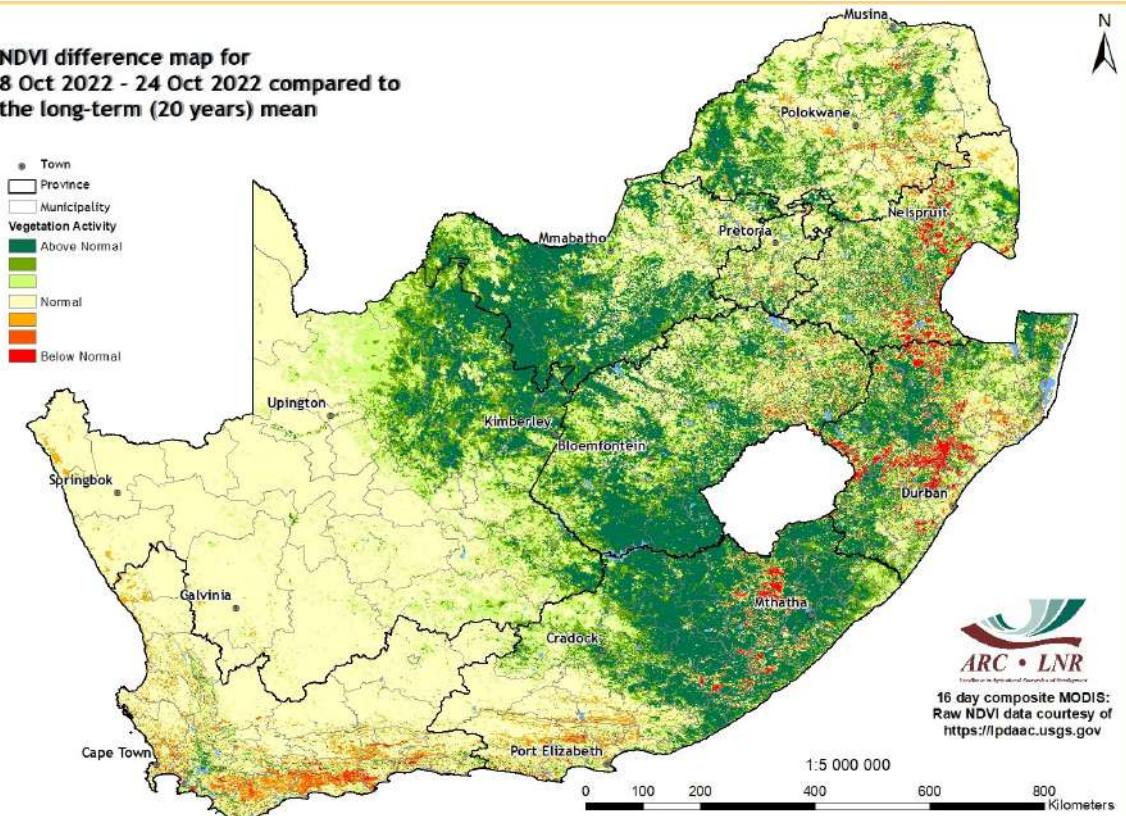 NDVI difference map for
8 Oct 2022 - 24 Oct 2022 compared to
the long-term (20 years) mean
Town
Province
Municipality
Vegetation Activity
Above Normal
Normal
Below Normal
N
Musina
Polokwane
Nelspruit
Pretoria
Mmabatho
Upington
Kimberley
Bloemfontein
Springbok
Durban
Galvinia
Mthatha
Cradock
Cape Town
Port Elizabeth
ARC • LNR
16 day composite MODIS:
Raw NDVI data courtesy of
https://lpdaac.usgs.gov
1:5 000 000
0 100 200 400 600 800
Kilometers